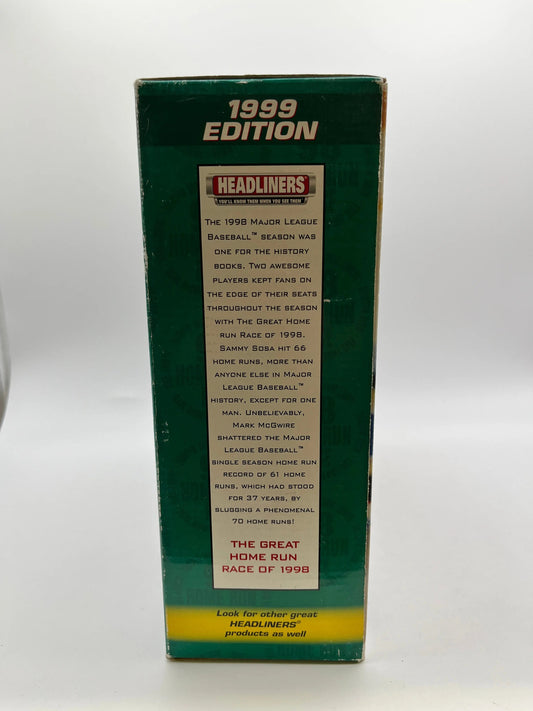 1999
EDITION
HEADLINERS
YOU'LL KNOW THEM WHEN YOU SEE THEM
THE 1998 MAJOR LEAGUE
BASEBALL™ SEASON WAS
ONE FOR THE HISTORY
BOOKS. TWO AWESOME
PLAYERS KEPT FANS ON
THE EDGE OF THEIR SEATS
THROUGHOUT THE SEASON
WITH THE GREAT HOME
RUN RACE OF 1998.
SAMMY SOSA HIT 66
HOME RUNS, MORE THAN
ANYONE ELSE IN MAJOR
LEAGUE BASEBALL™
HISTORY, EXCEPT FOR ONE
MAN. UNBELIEVABLY,
MARK MCGWIRE
SHATTERED THE MAJOR
LEAGUE BASEBALL™
SINGLE SEASON HOME RUN
RECORD OF 61 HOME
RUNS, WHICH HAD STOOD
FOR 37 YEARS, BY
SLUGGING A PHENOMENAL
70 HOME RUNS!
THE GREAT
HOME RUN
RACE OF 1998
Look for other great
HEADLINERS®
products as well